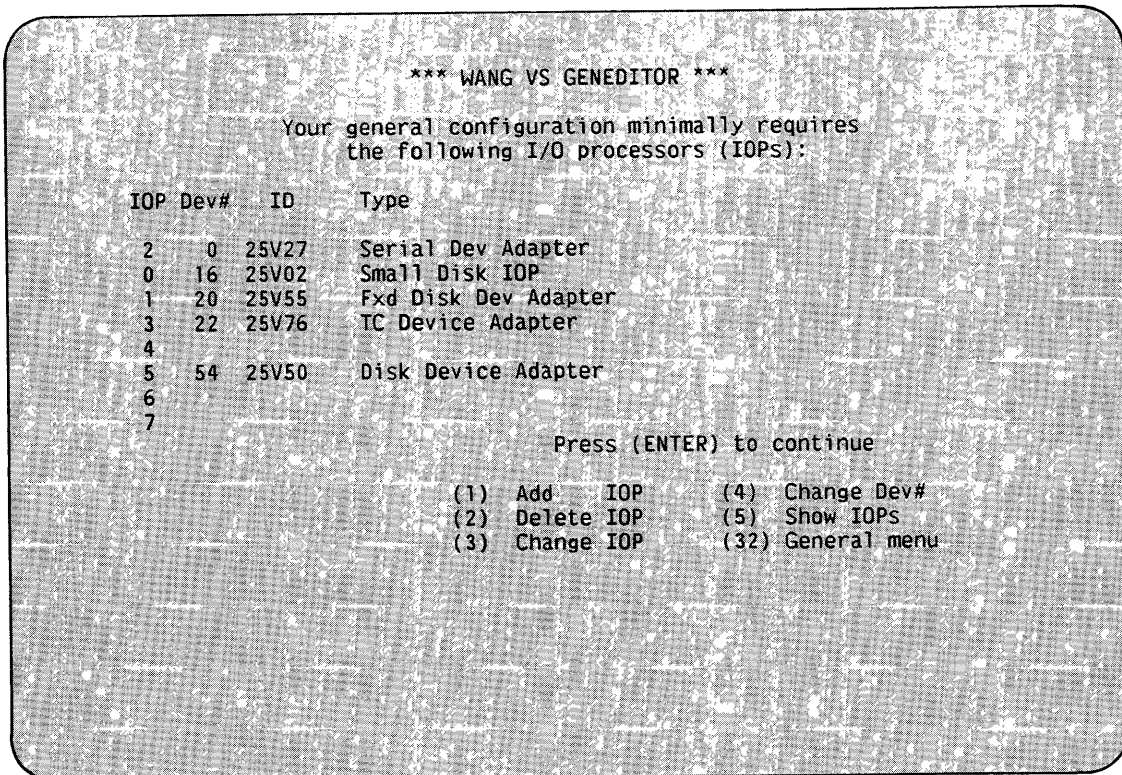 *** WANG VS GENEDITOR ***
Your general configuration minimally requires
the following I/O processors (IOPs):
IOP Dev# ID Type
2 0 25V27 Serial Dev Adapter
0 16 25V02 Small Disk IOP
1 20 25V55 Fxd Disk Dev Adapter
3 22 25V76 TC Device Adapter
4
5 54 25V50 Disk Device Adapter
6
7
Press (ENTER) to continue
(1) Add IOP (4) Change Dev#
(2) Delete IOP (5) Show IOPs
(3) Change IOP (32) General menu